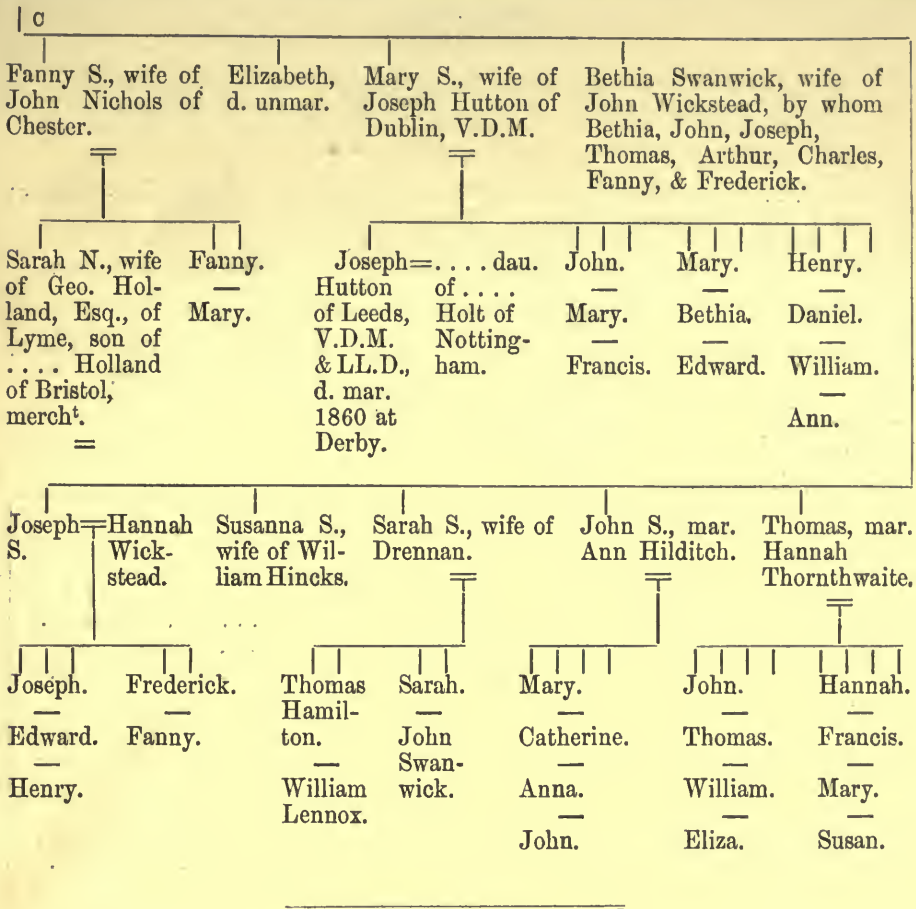 C
Fanny S., wife of
John Nichols of
Chester.
Elizabeth,
d. unmar.
Mary S., wife of
Joseph Hutton of
Dublin, V.D.M.
Bethia Swanwick, wife of
John Wickstead, by whom
Bethia, John, Joseph,
Thomas, Arthur, Charles,
Fanny, & Frederick.
Sarah N., wife
of Geo. Hol-
land, Esq., of
Lyme, son of
.... Holland
of Bristol,
mercht.
=
Fanny.
—
Mary.
Joseph=
Hutton
of Leeds,
V.D.M.
& LL.D.,
d. mar.
1860 at
Derby.
.... dau.
of ....
Holt of
Notting-
ham.
John.
—
Mary.
—
Francis.
Mary.
—
Bethia.
—
Edward.
Henry.
—
Daniel.
—
William.
—
Ann.
Joseph=
S.
Hannah
Wick-
stead.
Susanna S.,
wife of Wil-
liam Hincks.
Sarah S., wife of
Drennan.
John S., mar.
Ann Hilditch.
Thomas, mar.
Hannah
Thornthwaite.
Joseph.
—
Edward.
—
Henry.
Frederick.
—
Fanny.
Thomas
Hamil-
ton.
—
William
Lennox.
Sarah.
—
John
Swan-
wick.
Mary.
—
Catherine.
—
Anna.
—
John.
John.
—
Thomas.
—
William.
—
Eliza.
Hannah.
—
Francis.
—
Mary.
—
Susan.